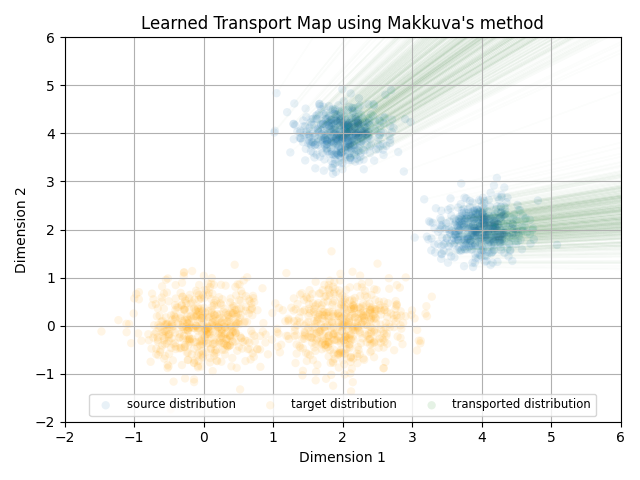 Learned Transport Map using Makkuva's method
6
5
4
3
2
1
0
−1
−2
Dimension 2
source distribution target distribution transported distribution
−2 −1 0 1 2 3 4 5 6
Dimension 1